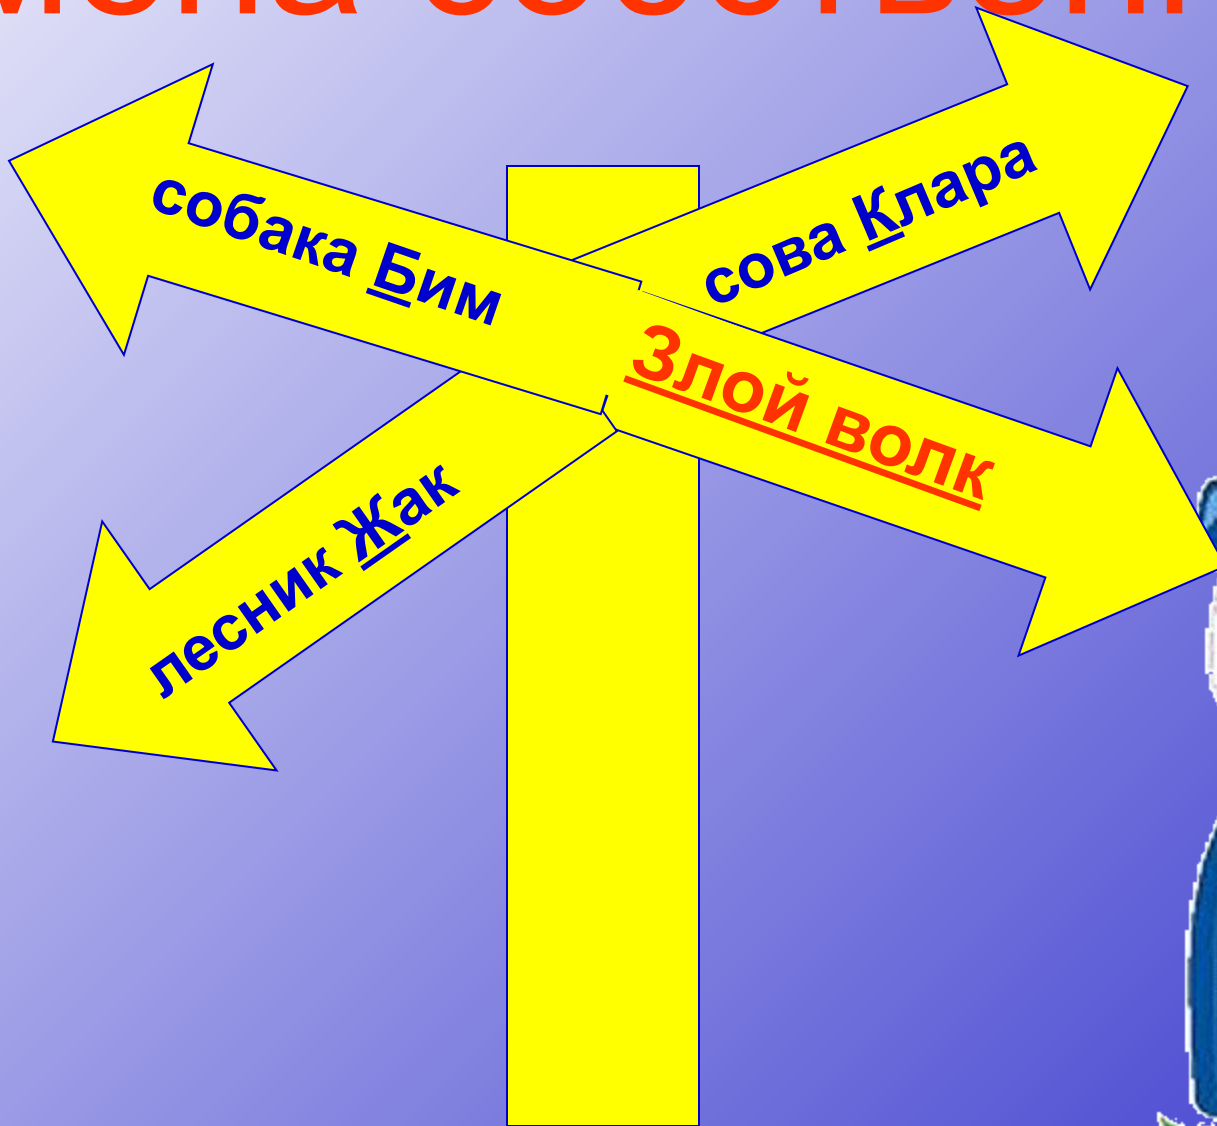 собака Бим
сова Клара
Злой волк
лесник Жак